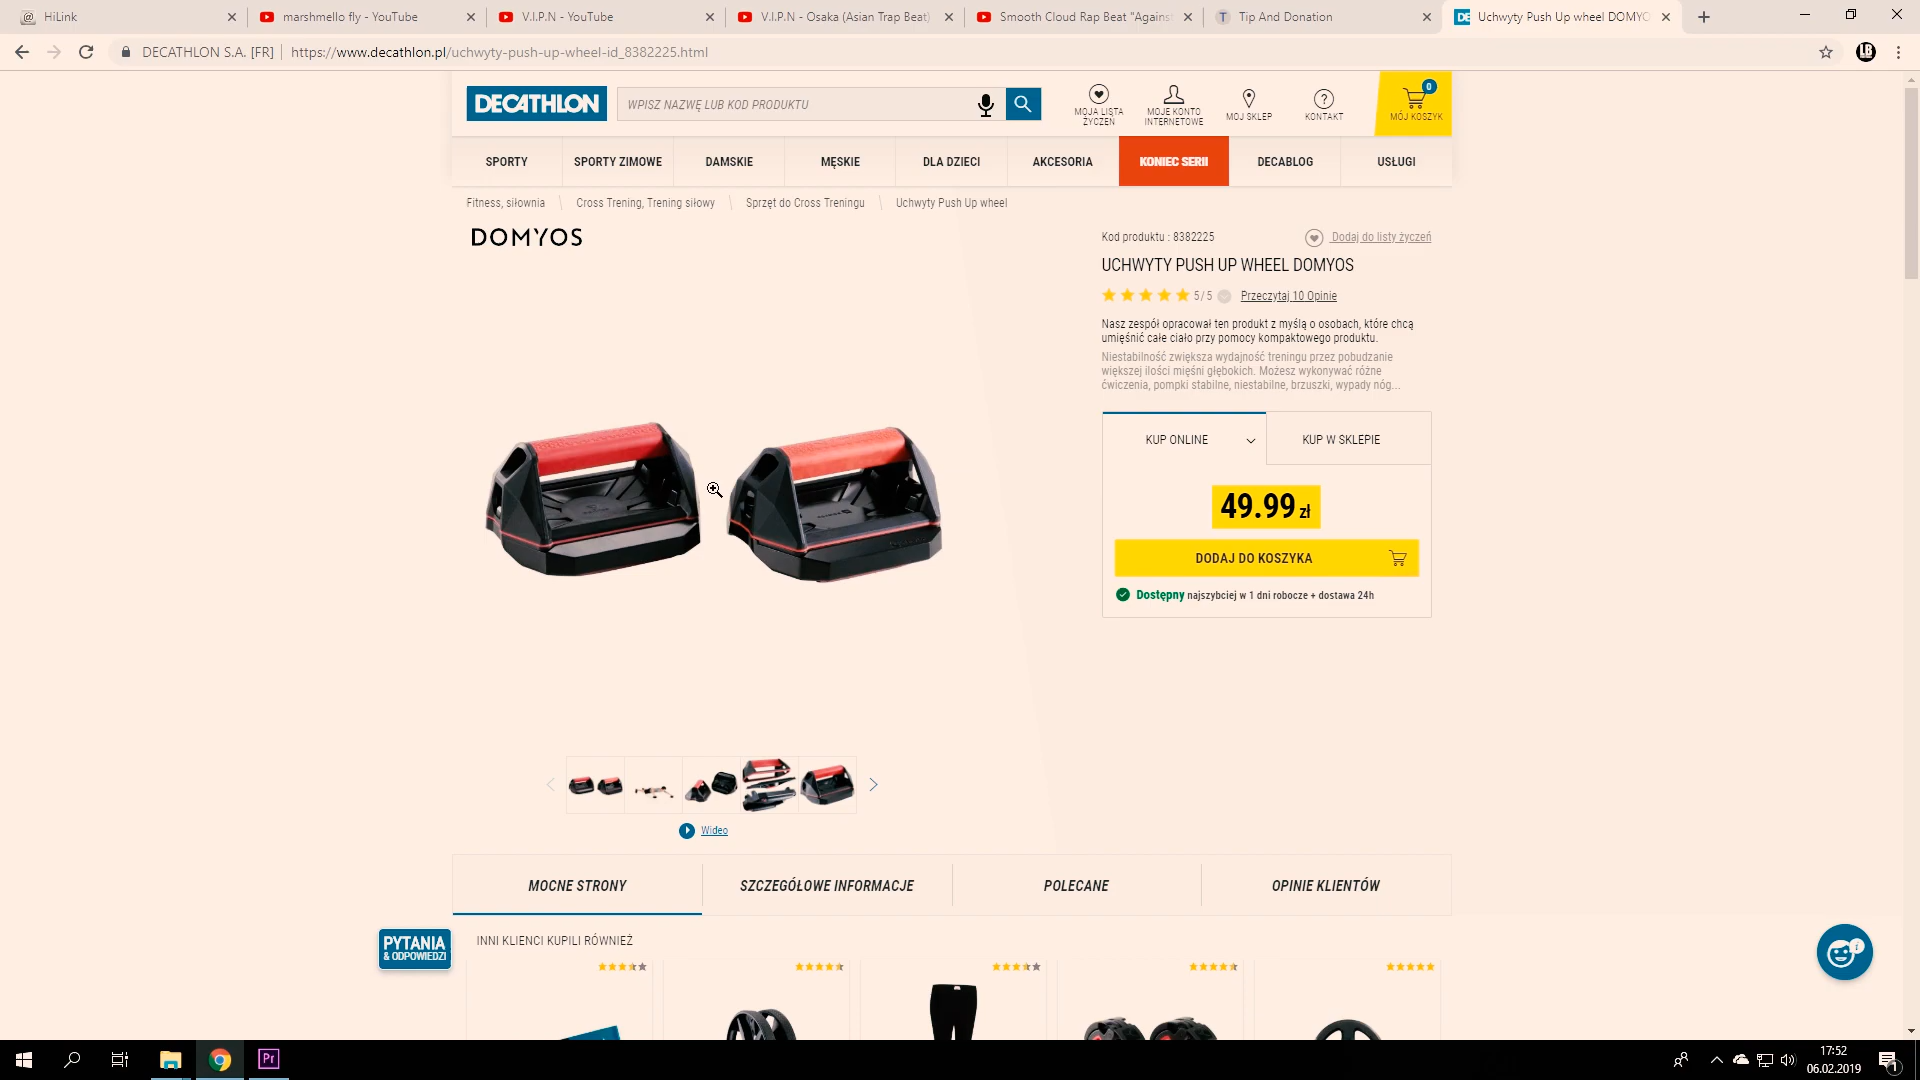 HiLink
marshmello fly - YouTube
V.I.P.N - YouTube
V.I.P.N - Osaka (Asian Trap Beat)
Smooth Cloud Rap Beat "Agains
Tip And Donation
Uchwyty Push Up wheel DOMYO
DECATHLON S.A. [FR]
https://www.decathlon.pl/uchwyty-push-up-wheel-id_8382225.html
DECATHLON
WPISZ NAZWĘ LUB KOD PRODUKTU
MOJA LISTA
ŻYCZEŃ
MOJE KONTO
INTERNETOWE
MÓJ SKLEP
KONTAKT
0
MÓJ KOSZYK
SPORTY
SPORTY ZIMOWE
DAMSKIE
MĘSKIE
DLA DZIECI
AKCESORIA
KONIEC SERII
DECABLOG
USŁUGI
Fitness, siłownia
Cross Trening, Trening siłowy
Sprzęt do Cross Treningu
Uchwyty Push Up wheel
DOMYOS
Kod produktu : 8382225
Dodaj do listy życzeń
UCHWYTY PUSH UP WHEEL DOMYOS
5/5
Przeczytaj 10 Opinie
Nasz zespół opracował ten produkt z myślą o osobach, które chcą
umięśnić całe ciało przy pomocy kompaktowego produktu.
Niestabilność zwiększa wydajność treningu przez pobudzanie
większej ilości mięśni głębokich. Możesz wykonywać różne
ćwiczenia, pompki stabilne, niestabilne, brzuszki, wypady nóg...
KUP ONLINE
KUP W SKLEPIE
49.99 zł
DODAJ DO KOSZYKA
Dostępny najszybciej w 1 dni robocze + dostawa 24h
Wideo
MOCNE STRONY
SZCZEGÓŁOWE INFORMACJE
POLECANE
OPINIE KLIENTÓW
PYTANIA
& ODPOWIEDZI
INNI KLIENCI KUPILI RÓWNIEŻ
Pr
17:52
06.02.2019
1